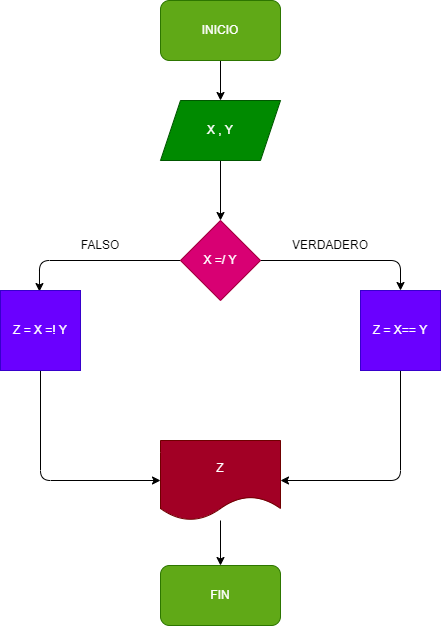 INICIO
X , Y
X =/ Y
FALSO
VERDADERO
Z = X =! Y
Z = X== Y
Z
FIN